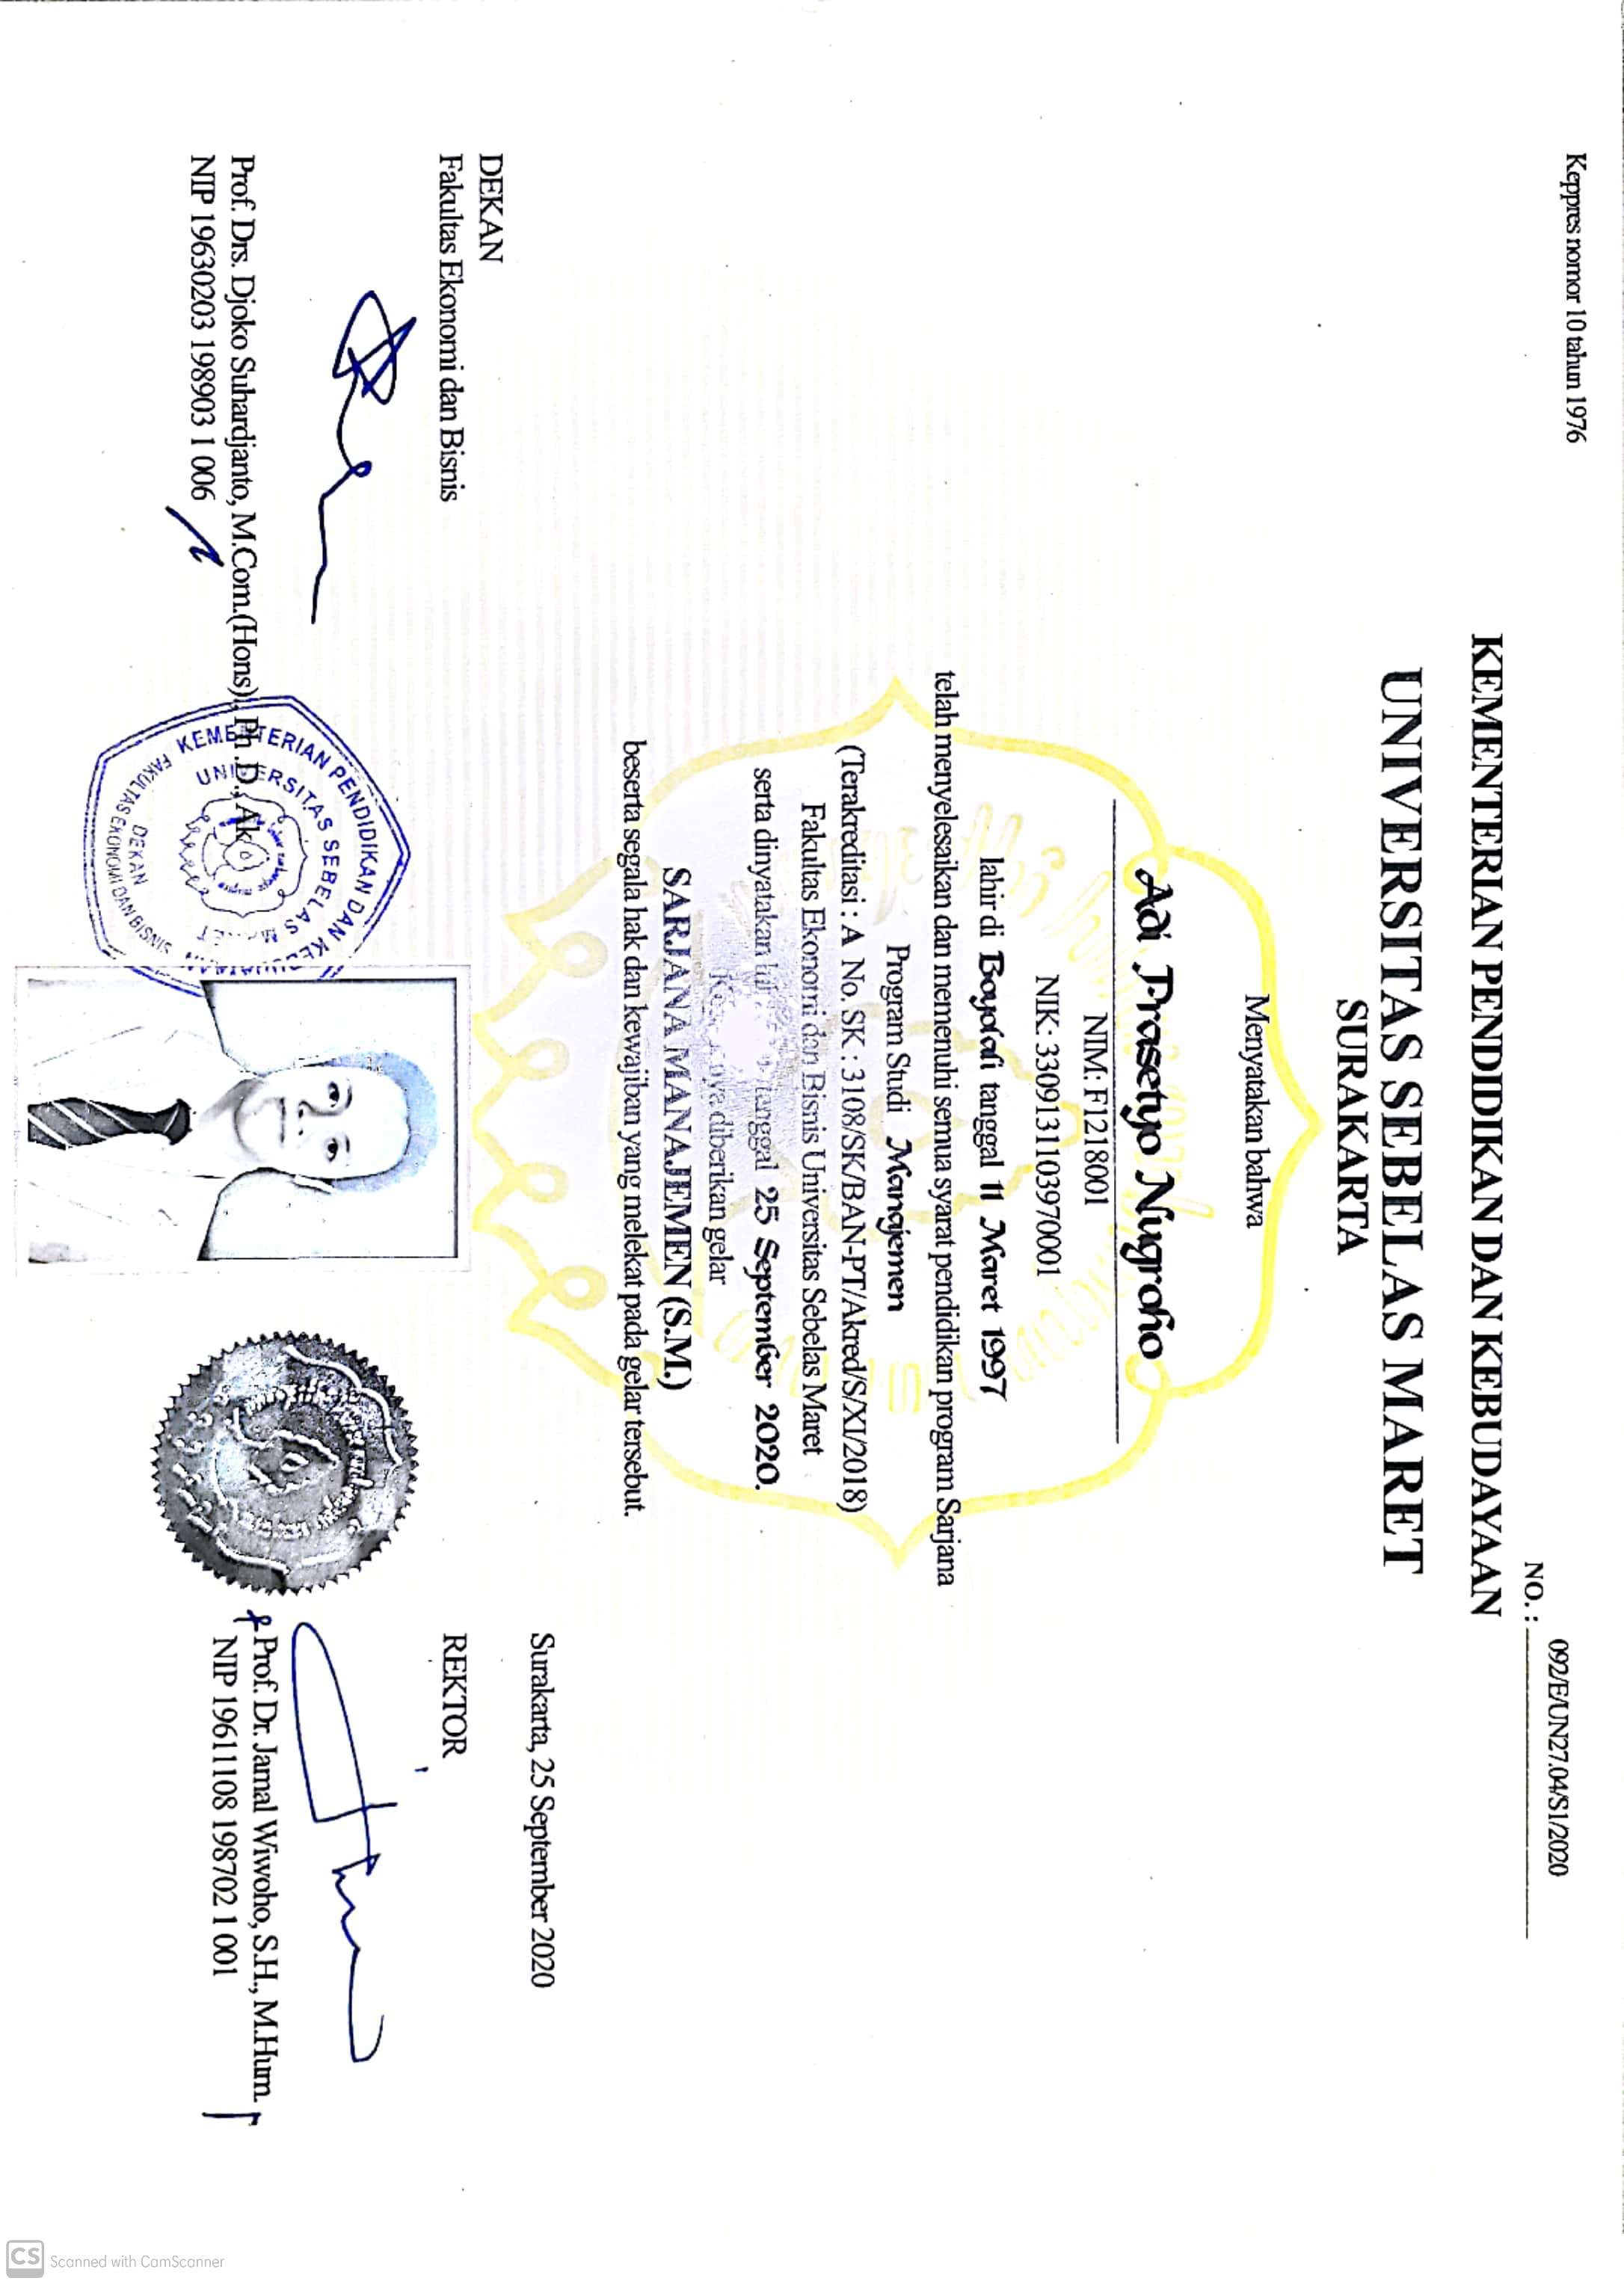 Keppres nomor 10 tahun 1976
092/E/UN27.04/S1/2020
NO. :
KEMENTERIAN PENDIDIKAN DAN KEBUDAYAAN
UNIVERSITAS SEBELAS MARET
SURAKARTA
Menyatakan bahwa
Adi Prasetyo Nugroho
NIM: F1218001
NIK: 3309131103970001
lahir di Boyolali tanggal 11 Maret 1997
telah menyelesaikan dan memenuhi semua syarat pendidikan program Sarjana
Program Studi Manajemen
(Terakreditasi : A No. SK : 3108/SK/BAN-PT/Akred/S/XI/2018)
Fakultas Ekonomi dan Bisnis Universitas Sebelas Maret
serta dinyatakan tanggal 25 September 2020.
diberikan gelar
SARJANA MANAJEMEN (S.M.)
beserta segala hak dan kewajiban yang melekat pada gelar tersebut.
Surakarta, 25 September 2020
DEKAN
Fakultas Ekonomi dan Bisnis
Prof. Drs. Djoko Suhardjanto, M.Com.(Hons), Ph.D., Ak
NIP 19630203 198903 1 006
KEMENTERIAN PENDIDIKAN DAN
UNIVERSITAS SEBELAS
DEKAN
FAKULTAS EKONOMI DAN BISNIS
REKTOR
Prof. Dr. Jamal Wiwoho, S.H., M.Hum.
NIP 19611108 198702 1 001
CS Scanned with CamScanner